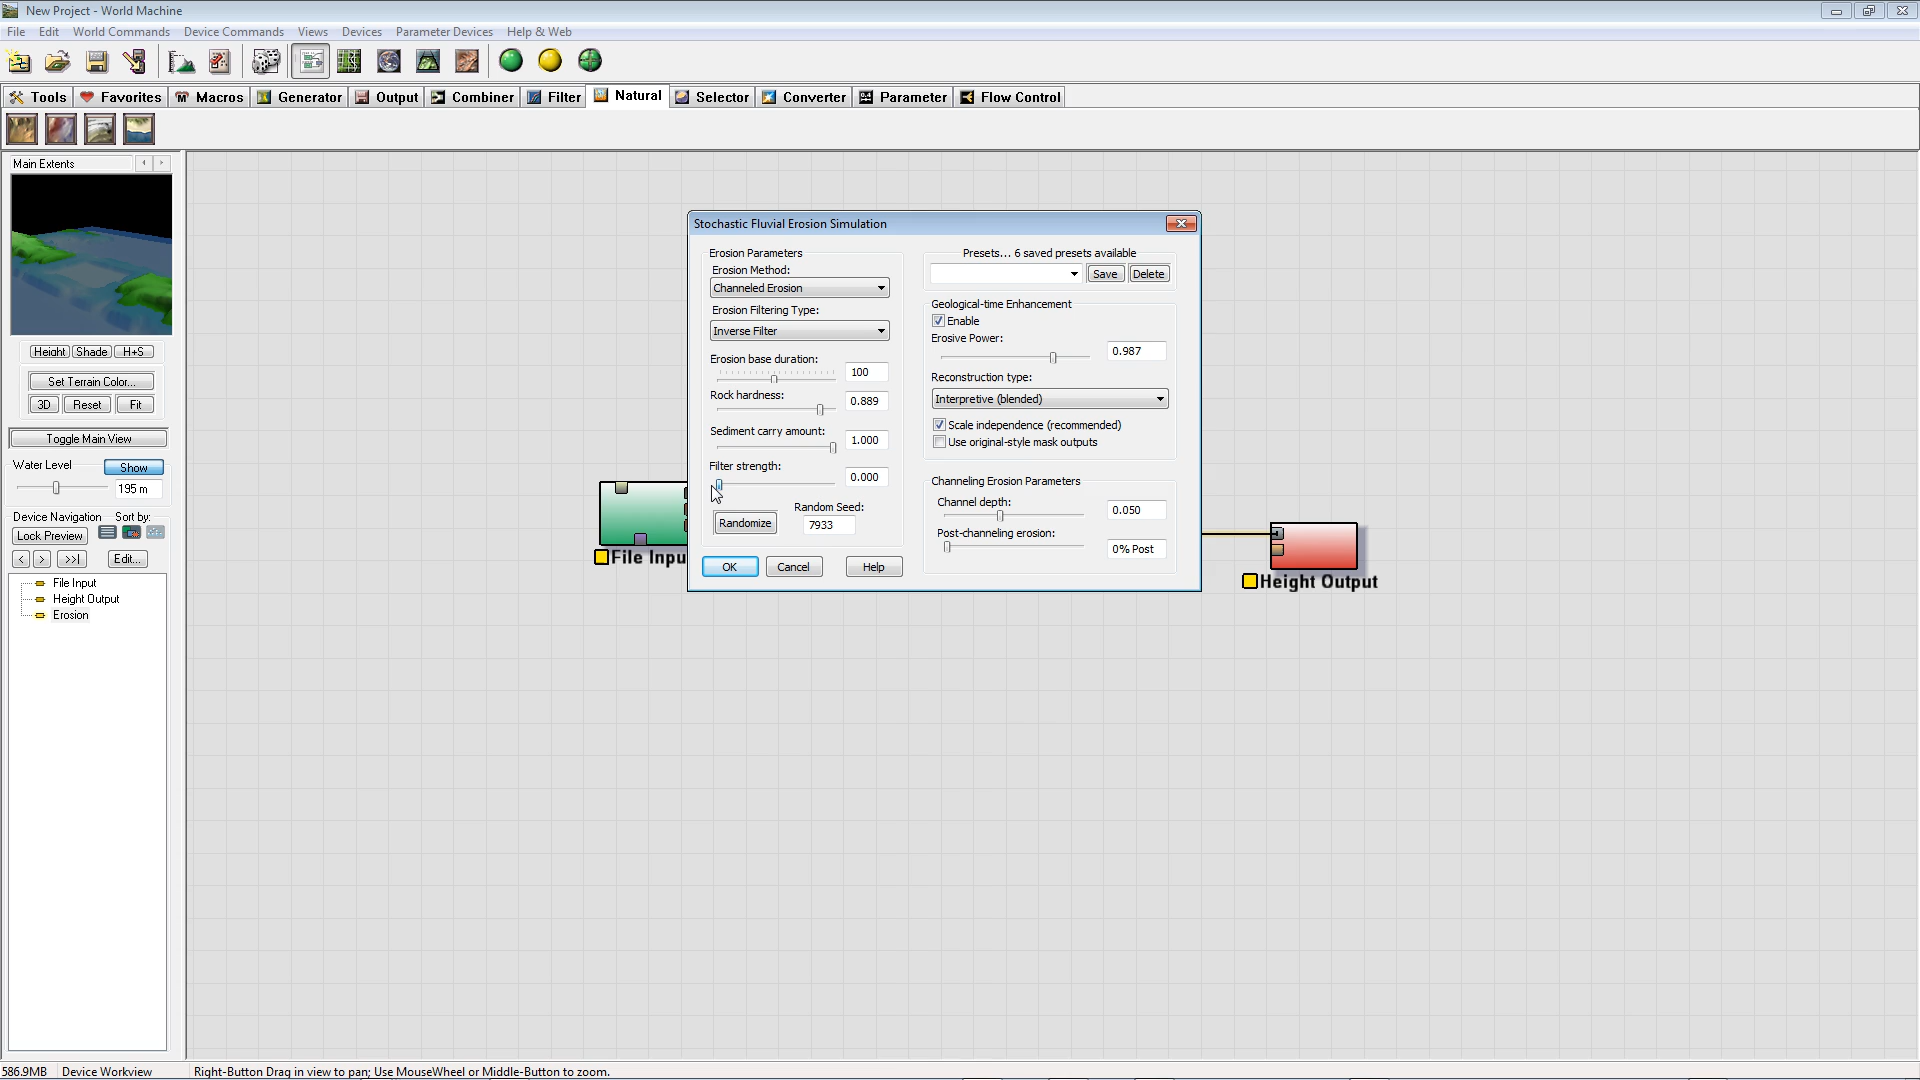 New Project - World Machine
File Edit World Commands Device Commands Views Devices Parameter Devices Help & Web
Tools Favorites Macros Generator Output Combiner Filter Natural Selector Converter Parameter Flow Control
Main Extents
Height Shade H+S
Set Terrain Color...
3D Reset Fit
Toggle Main View
Water Level Show
195 m
Device Navigation Sort by:
Lock Preview
< > >>| Edit...
File Input
Height Output
Erosion
File Inpu
Stochastic Fluvial Erosion Simulation
Erosion Parameters
Erosion Method:
Channeled Erosion
Erosion Filtering Type:
Inverse Filter
Erosion base duration:
100
Rock hardness:
0.889
Sediment carry amount:
1.000
Filter strength:
0.000
Random Seed:
Randomize 7933
OK Cancel Help
Presets... 6 saved presets available
Save Delete
Geological-time Enhancement
Enable
Erosive Power:
0.987
Reconstruction type:
Interpretive (blended)
Scale independence (recommended)
Use original-style mask outputs
Channeling Erosion Parameters
Channel depth:
0.050
Post-channeling erosion:
0% Post
Height Output
586.9MB Device Workview Right-Button Drag in view to pan; Use MouseWheel or Middle-Button to zoom.